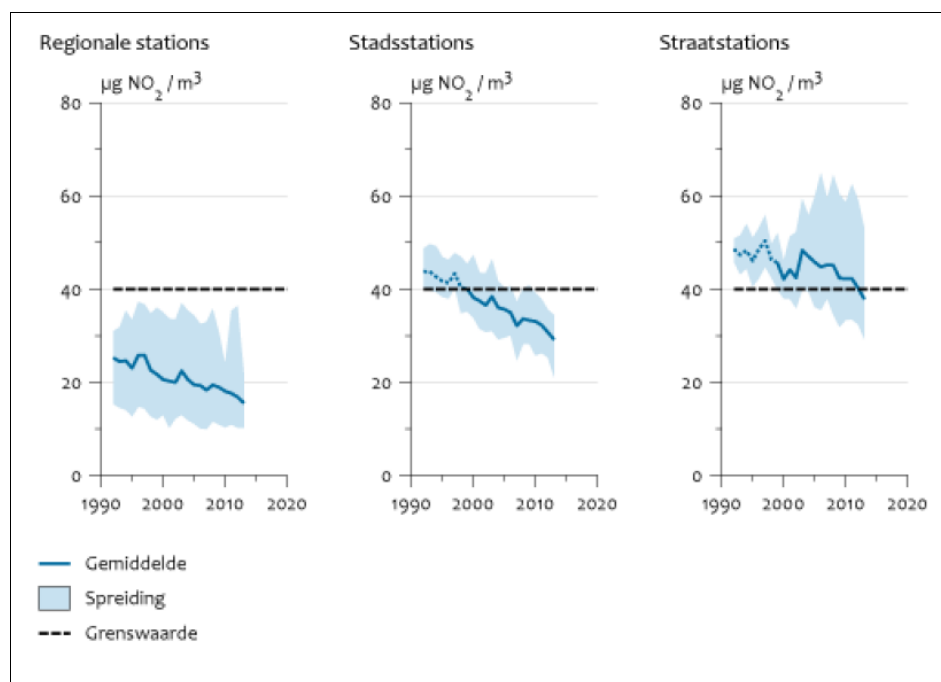 Regionale stations
µg NO2 / m3
80
60
40
20
0
1990 2000 2010 2020
Stadsstations
µg NO2 / m3
80
60
40
20
0
1990 2000 2010 2020
Straatstations
µg NO2 / m3
80
60
40
20
0
1990 2000 2010 2020
Gemiddelde
Spreiding
Grenswaarde